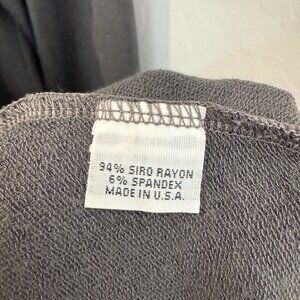 94% SIRO RAYON
6% SPANDEX
MADE IN U.S.A.